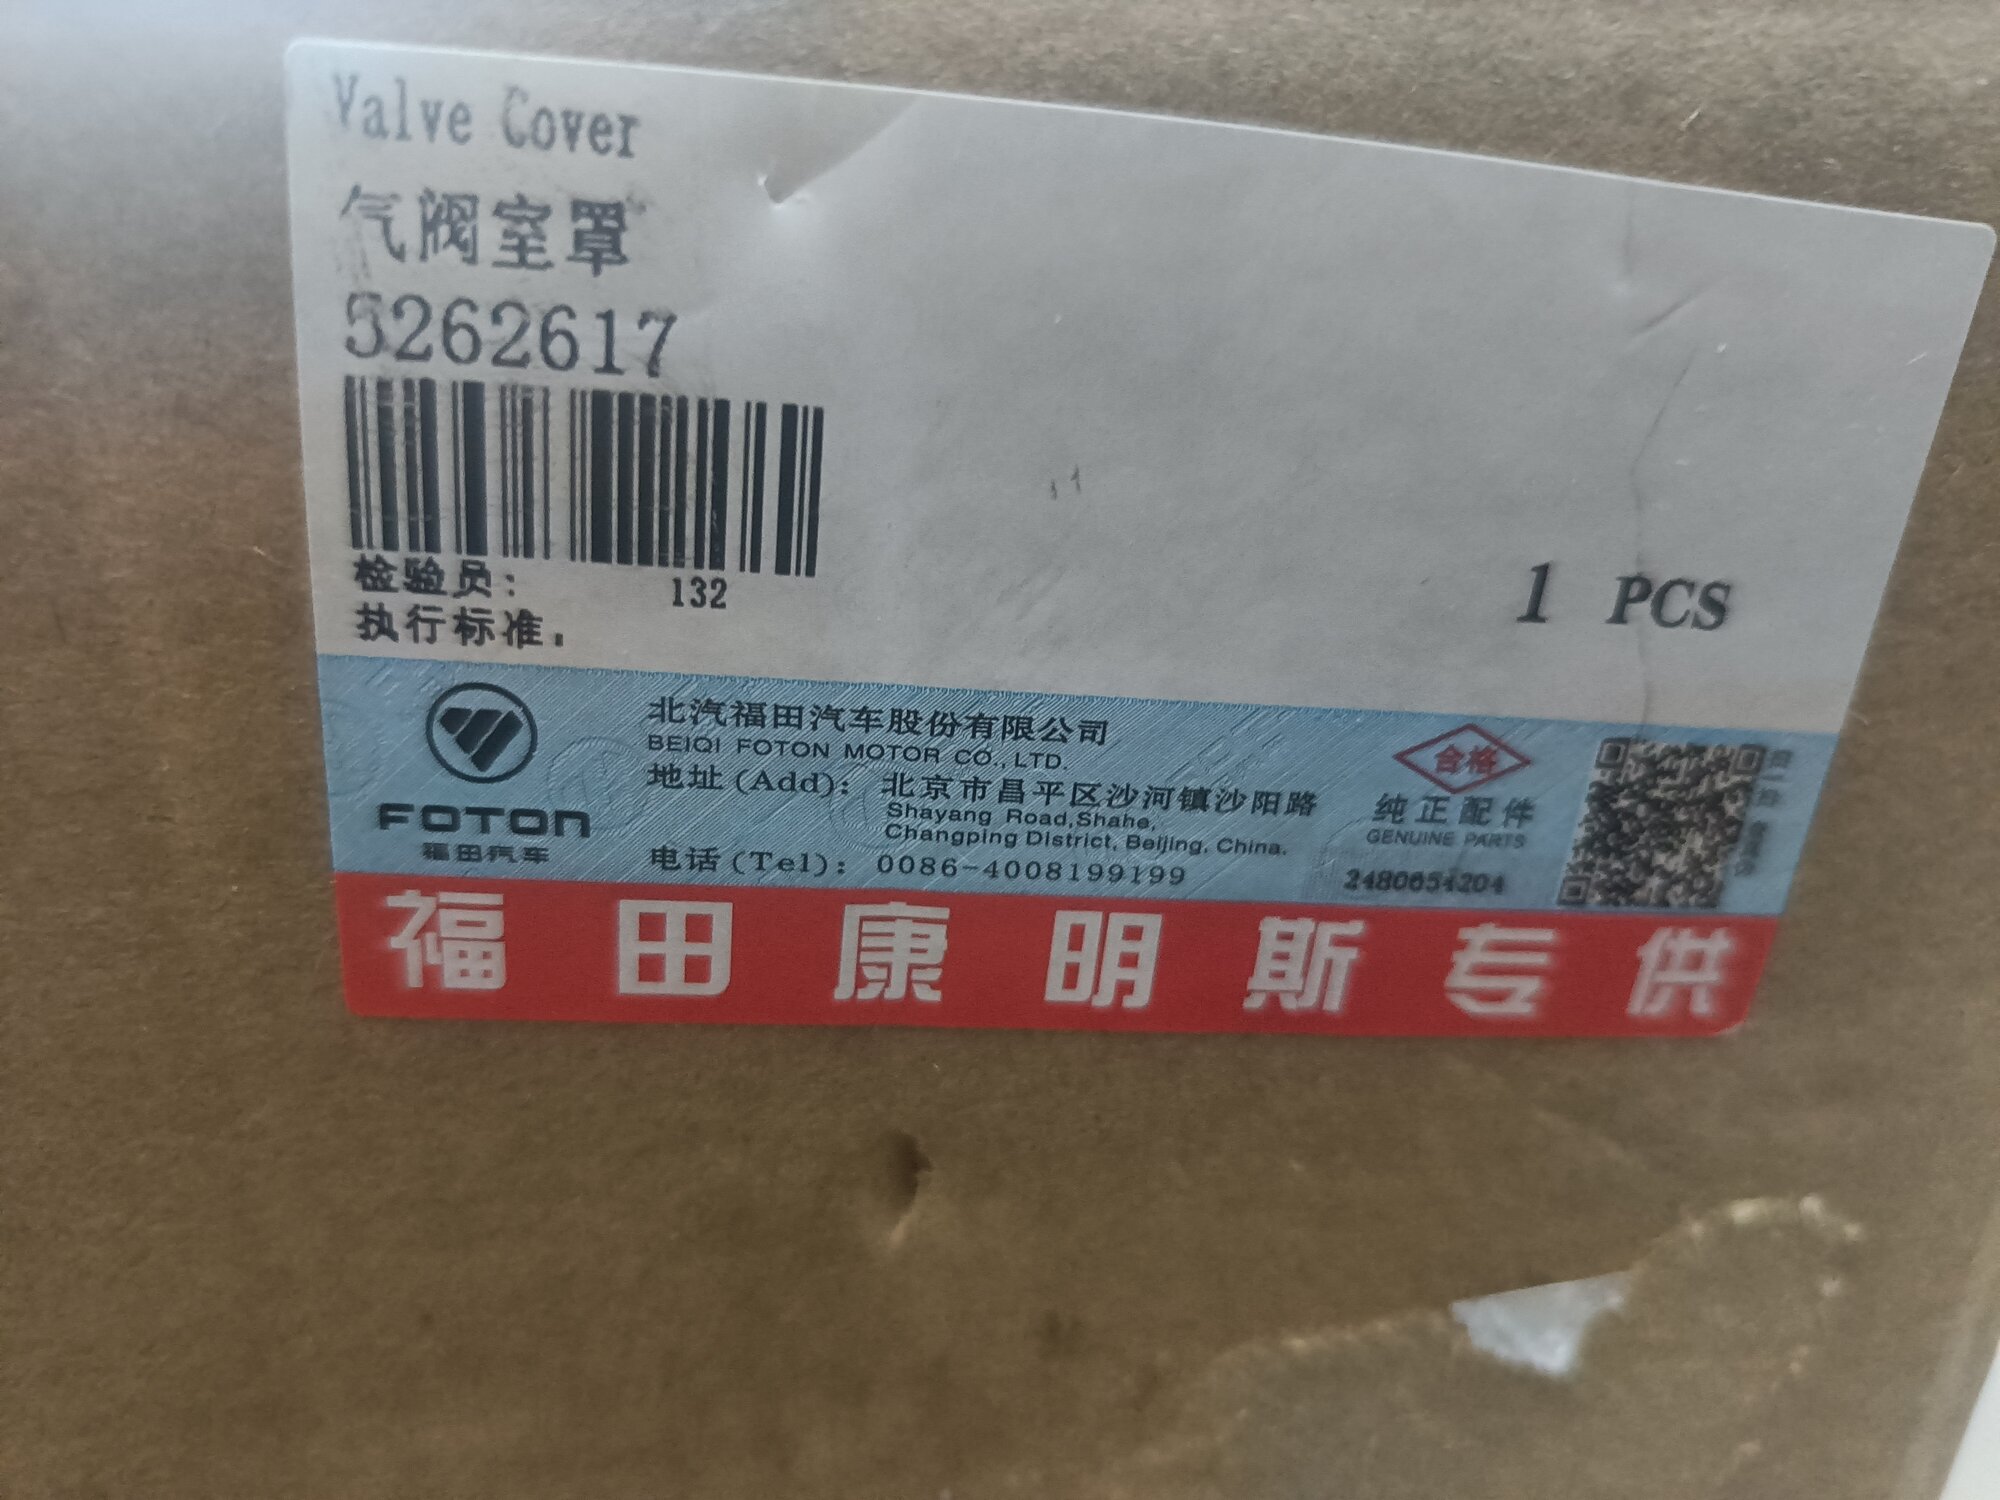 Valve Cover
气阀室罩
5262617
检验员: 132
执行标准.
FOTON
福田汽车
北汽福田汽车股份有限公司
BEIQI FOTON MOTOR CO.,LTD.
地址(Add): 北京市昌平区沙河镇沙阳路
Shayang Road,Shahe,
Changping District, Beijing, China.
电话(Tel): 0086-4008199199
1 PCS
合格
纯正配件
GENUINE PARTS
2480654204
福田康明斯专供